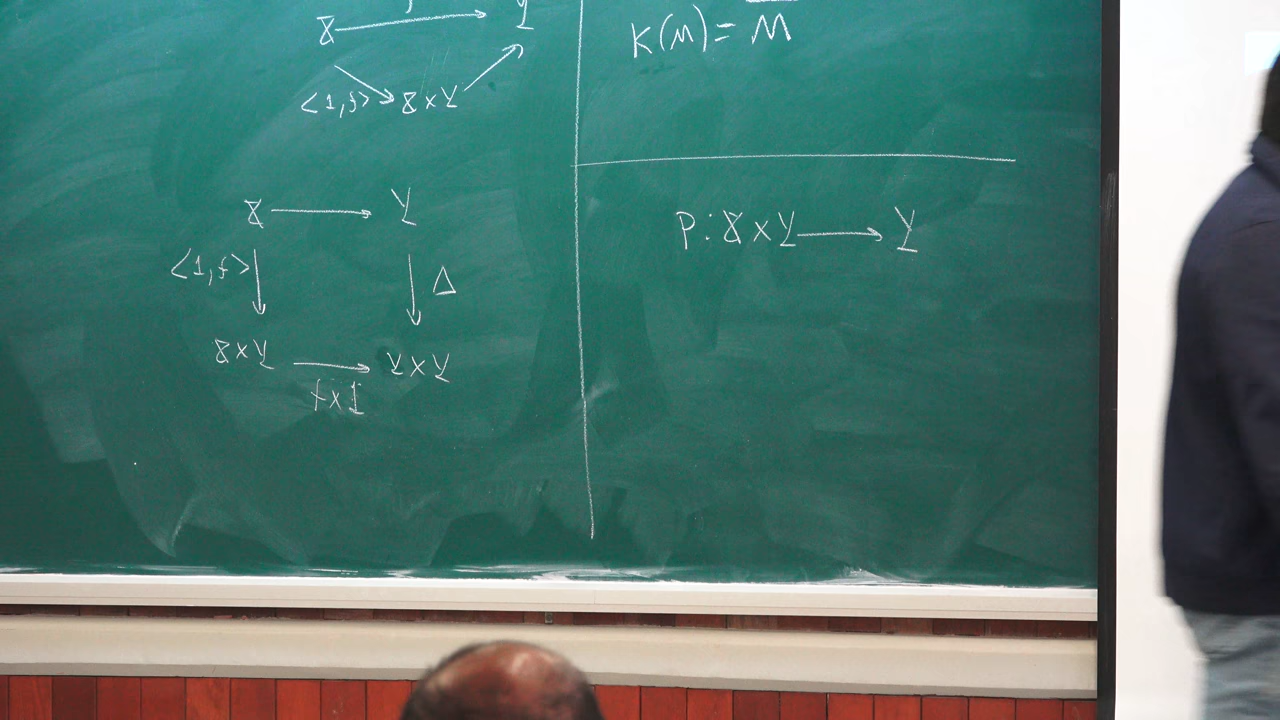 f
X ⟶ Y
<1,f> X×Y
X ⟶ Y
<1,f> ↓ ↓ Δ
X×Y ⟶ Y×Y
f×1
K(M) = M̅
P: X×Y ⟶ Y